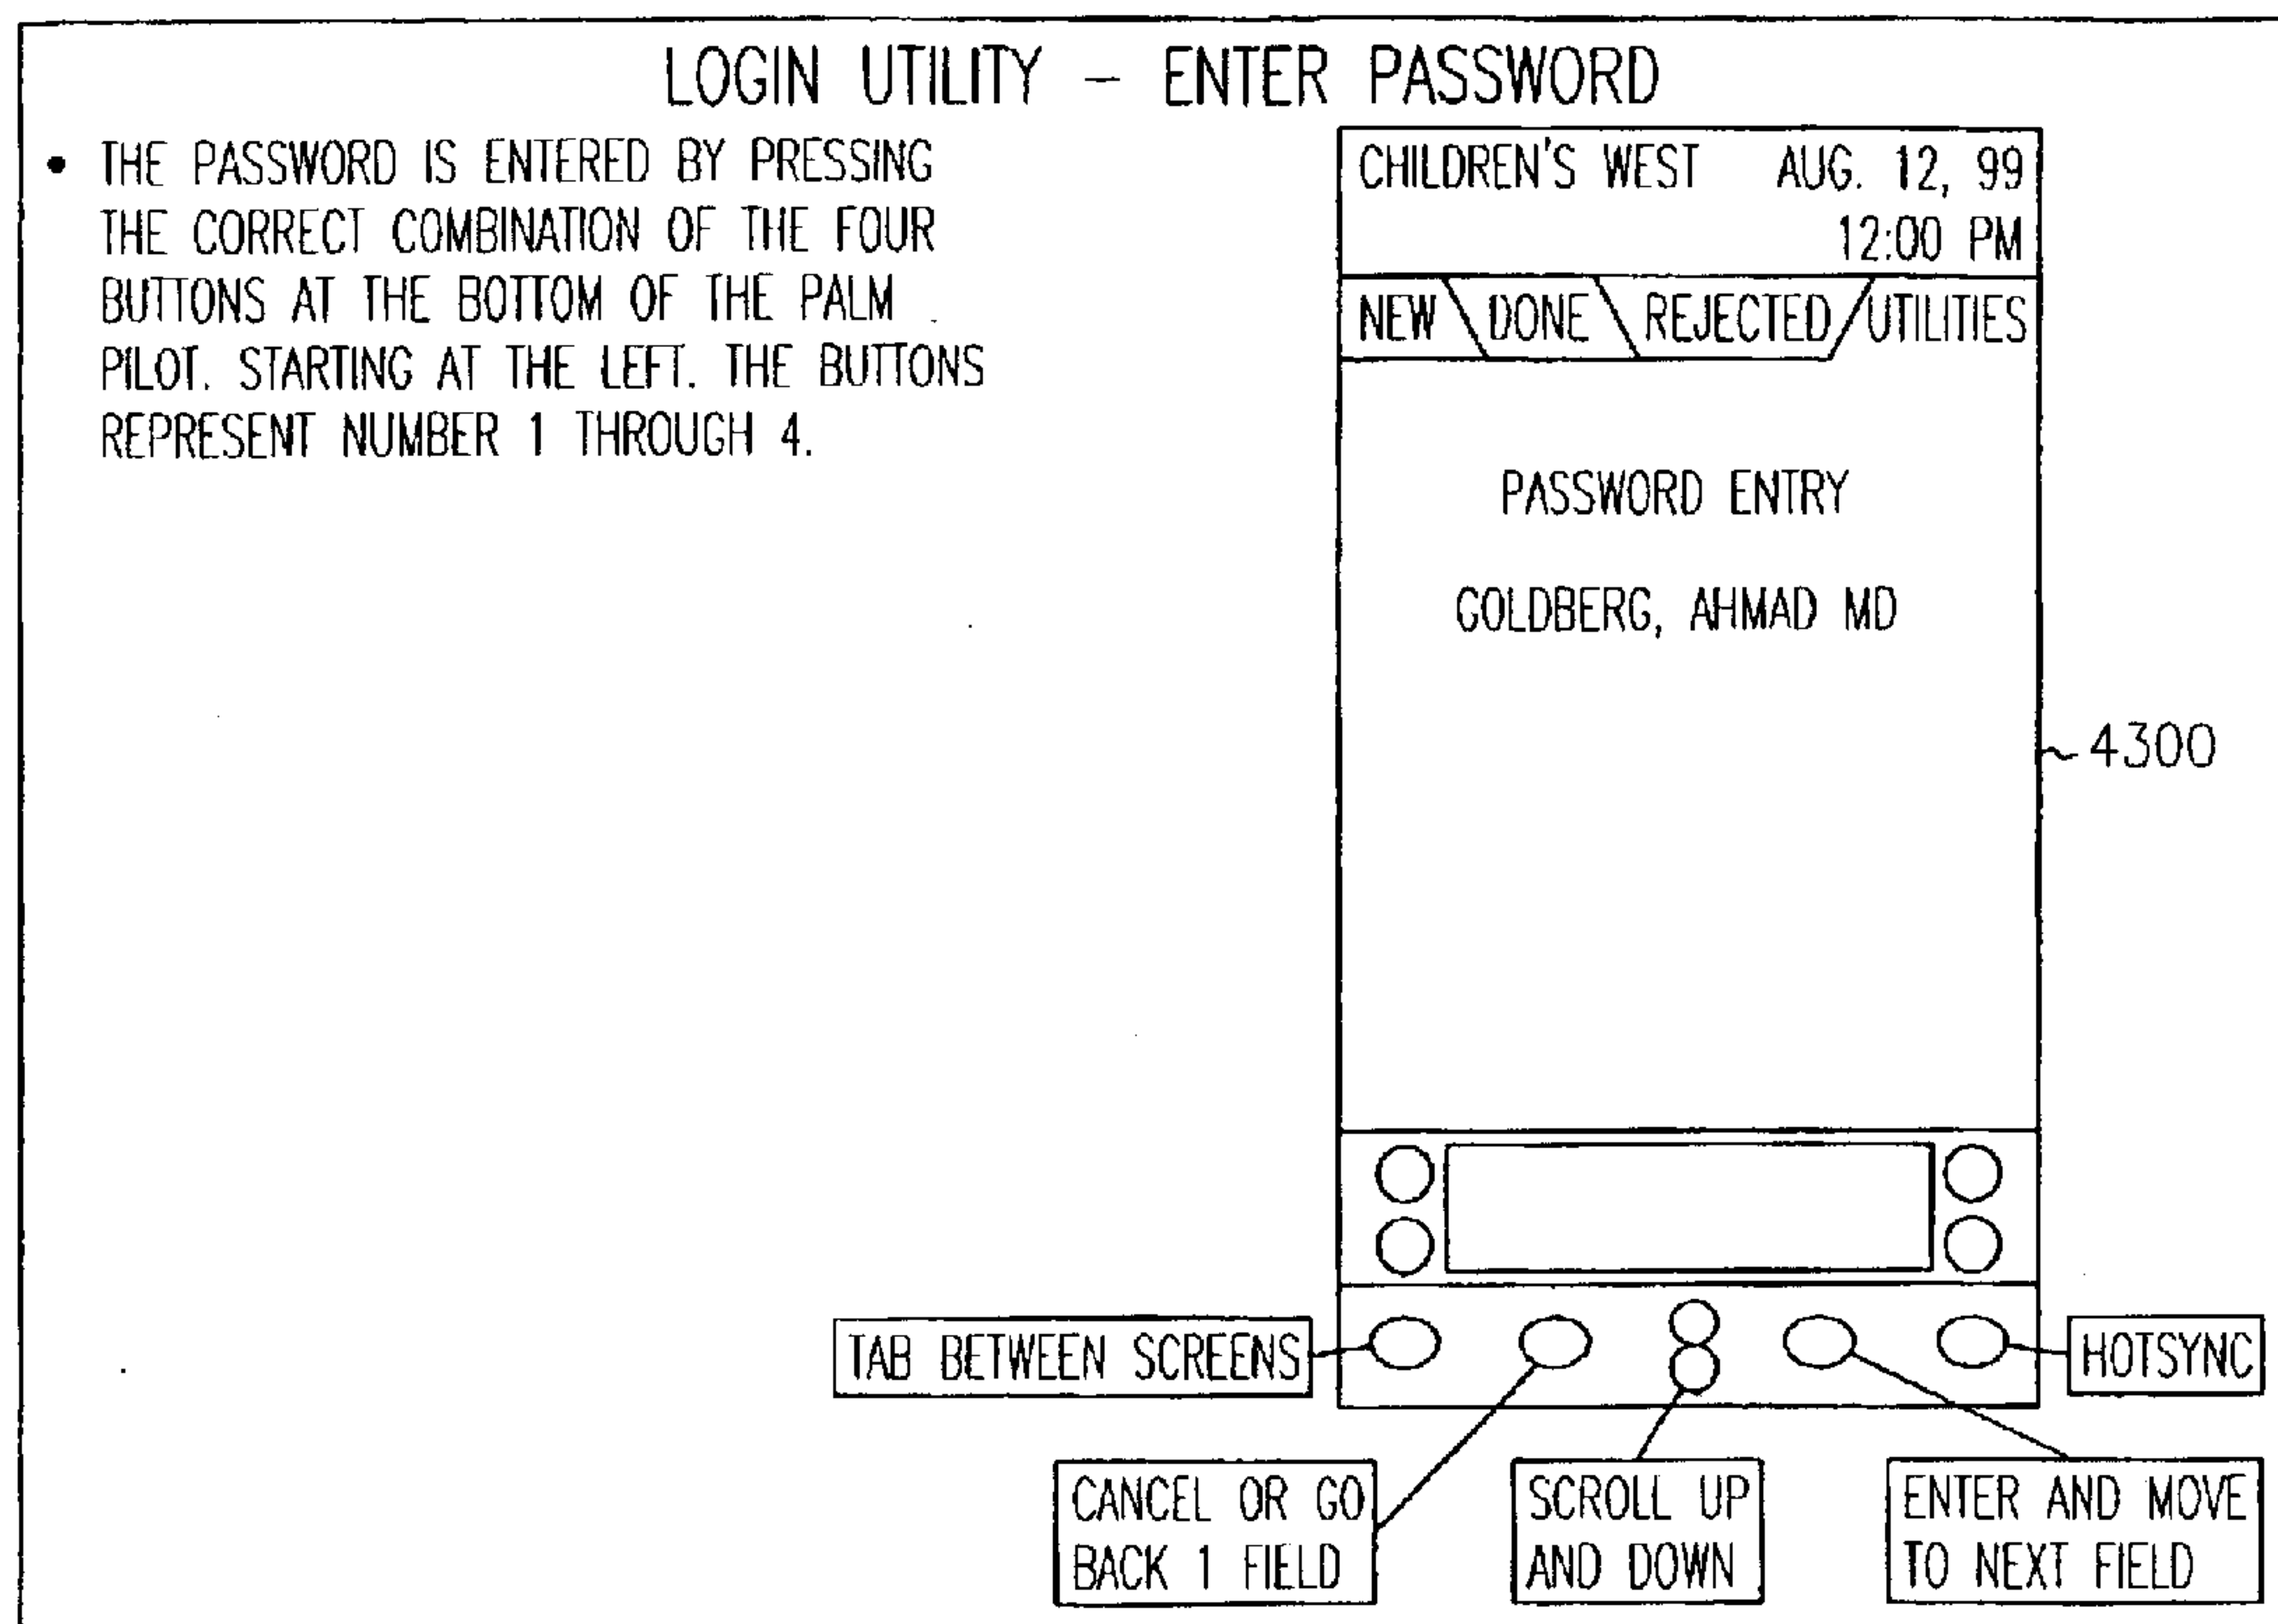 LOGIN UTILITY – ENTER PASSWORD
• THE PASSWORD IS ENTERED BY PRESSING
THE CORRECT COMBINATION OF THE FOUR
BUTTONS AT THE BOTTOM OF THE PALM
PILOT. STARTING AT THE LEFT. THE BUTTONS
REPRESENT NUMBER 1 THROUGH 4.
CHILDREN'S WEST AUG. 12, 99
12:00 PM
NEW DONE REJECTED UTILITIES
PASSWORD ENTRY
GOLDBERG, AHMAD MD
4300
TAB BETWEEN SCREENS
HOTSYNC
CANCEL OR GO
BACK 1 FIELD
SCROLL UP
AND DOWN
ENTER AND MOVE
TO NEXT FIELD